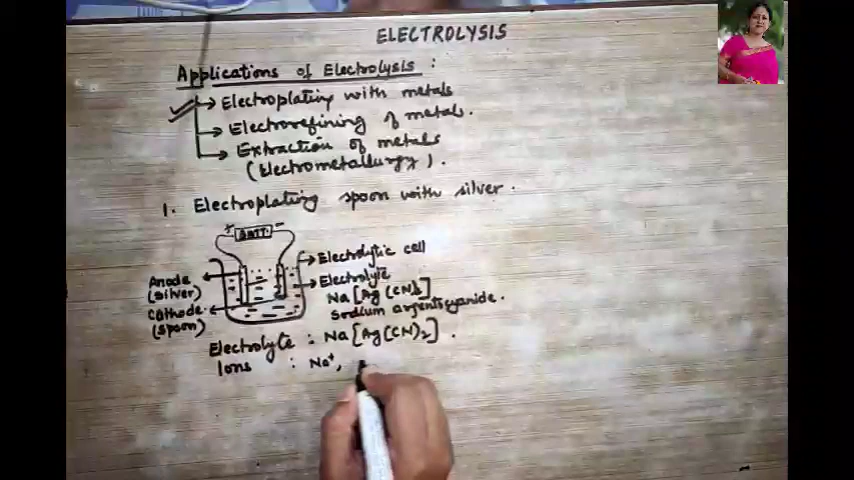 ELECTROLYSIS
Applications of Electrolysis :
→ Electroplating with metals
→ Electrorefining of metals.
→ Extraction of metals
(Electrometallurgy).
1. Electroplating spoon with silver.
+ BATT. -
→ Electrolytic cell
→ Electrolyte
Na[Ag(CN)2]
Sodium argentocyanide.
Anode
(silver)
Cathode
(spoon)
Electrolyte : Na[Ag(CN)2].
Ions : Na+,